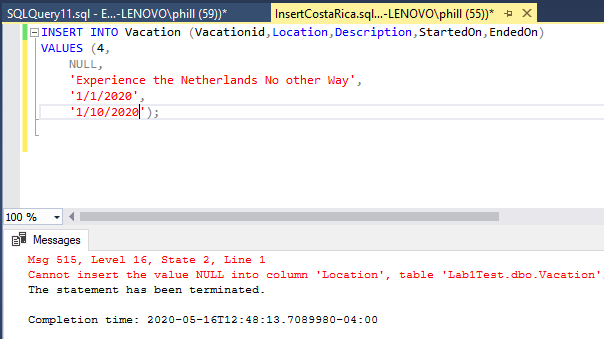 SQLQuery11.sql - E...-LENOVO\phill (59))*
InsertCostaRica.sql...-LENOVO\phill (55))*
INSERT INTO Vacation (Vacationid,Location,Description,StartedOn,EndedOn)
VALUES (4,
NULL,
'Experience the Netherlands No other Way',
'1/1/2020',
'1/10/2020');
100 %
Messages
Msg 515, Level 16, State 2, Line 1
Cannot insert the value NULL into column 'Location', table 'Lab1Test.dbo.Vacation'
The statement has been terminated.
Completion time: 2020-05-16T12:48:13.7089980-04:00